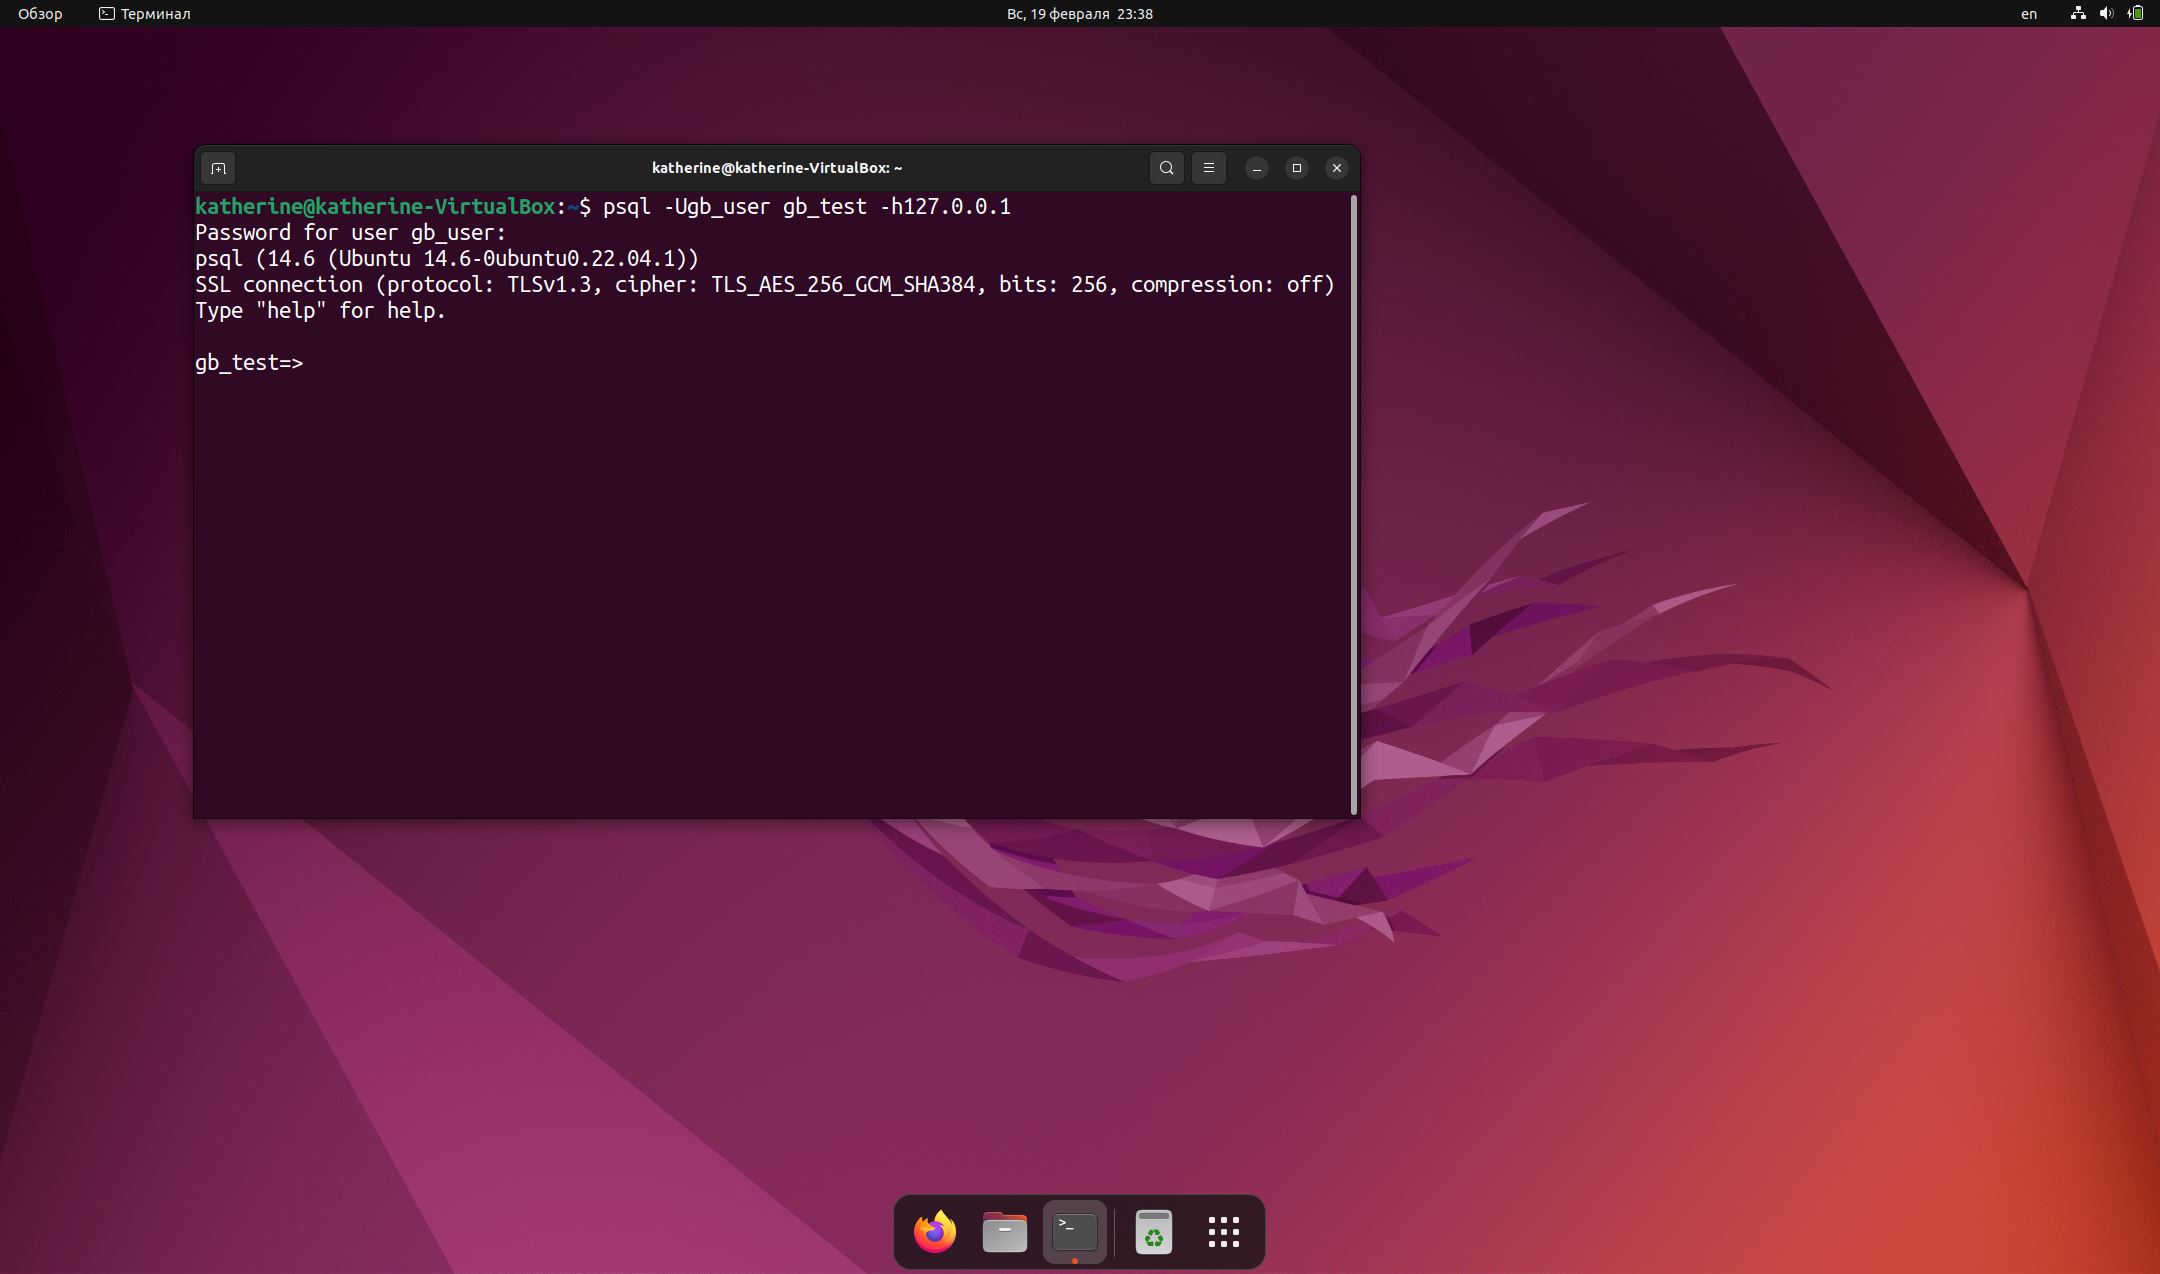 Обзор Терминал Вс, 19 февраля 23:38 en
katherine@katherine-VirtualBox: ~
katherine@katherine-VirtualBox:~$ psql -Ugb_user gb_test -h127.0.0.1
Password for user gb_user:
psql (14.6 (Ubuntu 14.6-0ubuntu0.22.04.1))
SSL connection (protocol: TLSv1.3, cipher: TLS_AES_256_GCM_SHA384, bits: 256, compression: off)
Type "help" for help.
gb_test=>